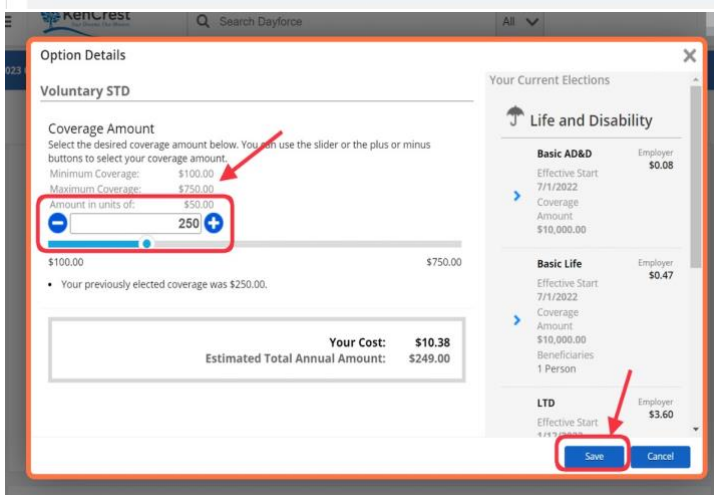 KenCrest
Search Dayforce
All
023
Option Details
Voluntary STD
Coverage Amount
Select the desired coverage amount below. You can use the slider or the plus or minus
buttons to select your coverage amount.
Minimum Coverage: $100.00
Maximum Coverage: $750.00
Amount in units of: $50.00
250
$100.00 $750.00
• Your previously elected coverage was $250.00.
Your Cost: $10.38
Estimated Total Annual Amount: $249.00
Your Current Elections
Life and Disability
Basic AD&D Employer
$0.08
Effective Start
7/1/2022
Coverage
Amount
$10,000.00
Basic Life Employer
$0.47
Effective Start
7/1/2022
Coverage
Amount
$10,000.00
Beneficiaries
1 Person
LTD Employer
$3.60
Effective Start
Save Cancel